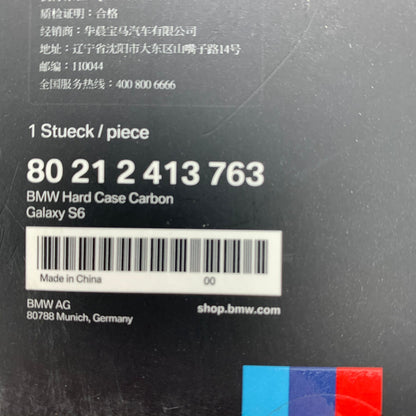 质检证明：合格
经销商：华晨宝马汽车有限公司
地址：辽宁省沈阳市大东区山嘴子路14号
邮编：110044
全国服务热线：400 800 6666
1 Stueck / piece
80 21 2 413 763
BMW Hard Case Carbon
Galaxy S6
Made in China 00
BMW AG
80788 Munich, Germany
shop.bmw.com